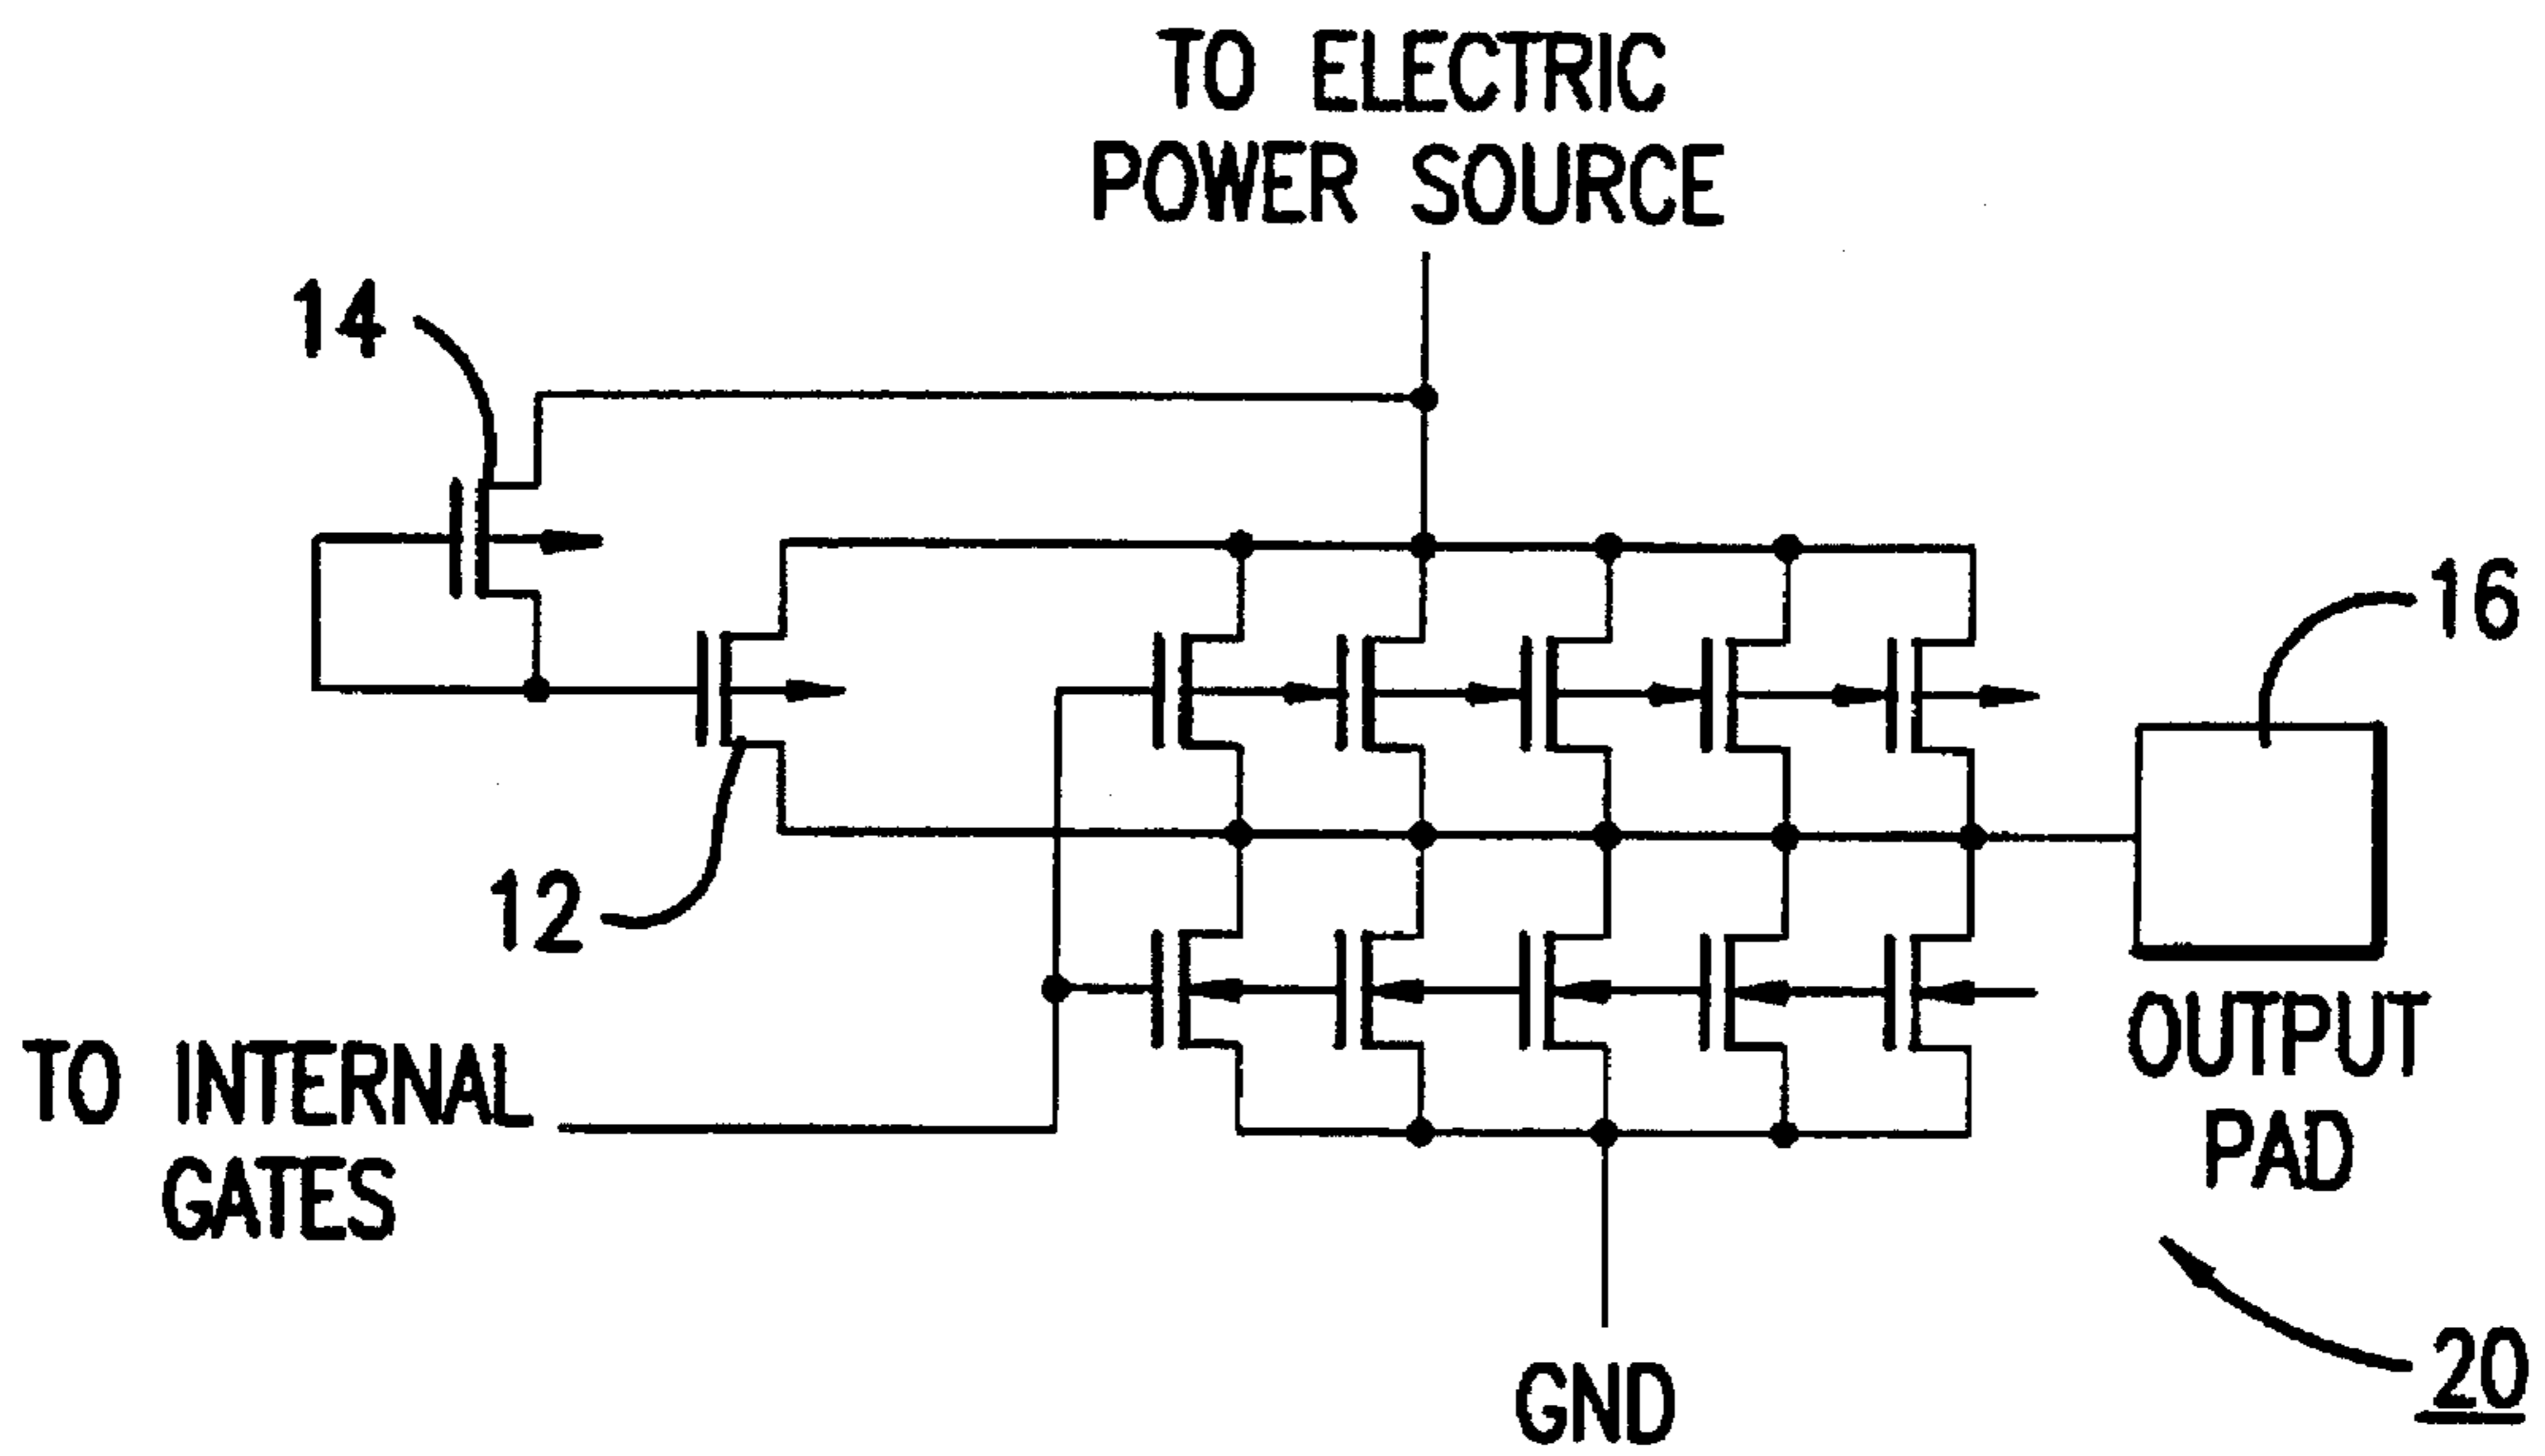 TO ELECTRIC
POWER SOURCE
14
16
12
TO INTERNAL
GATES
OUTPUT
PAD
GND
20